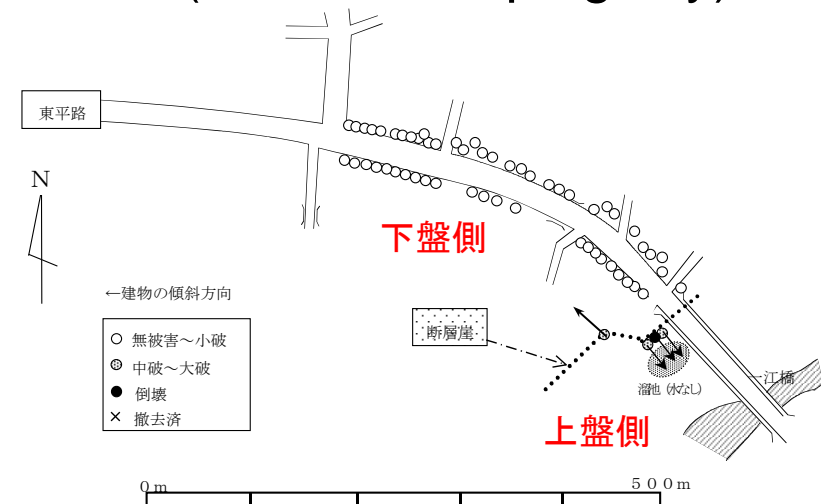 東平路
N
下盤側
←建物の傾斜方向
断層崖
○ 無被害～小破
中破～大破
● 倒壊
× 撤去済
溜池（水なし）
一江橋
上盤側
0m
500m